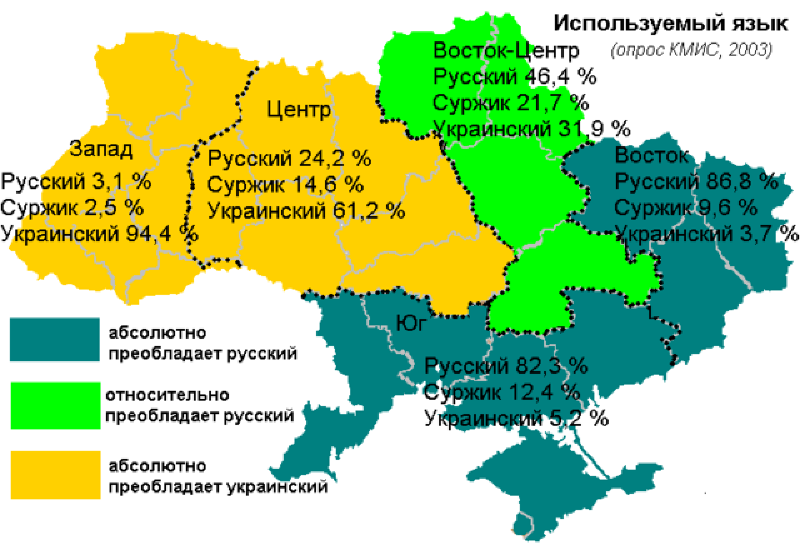 Используемый язык
(опрос КМИС, 2003)
Восток-Центр
Русский 46,4 %
Суржик 21,7 %
Украинский 31,9 %
Центр
Русский 24,2 %
Суржик 14,6 %
Украинский 61,2 %
Запад
Русский 3,1 %
Суржик 2,5 %
Украинский 94,4 %
Восток
Русский 86,8 %
Суржик 9,6 %
Украинский 3,7 %
Юг
Русский 82,3 %
Суржик 12,4 %
Украинский 5,2 %
абсолютно
преобладает русский
относительно
преобладает русский
абсолютно
преобладает украинский